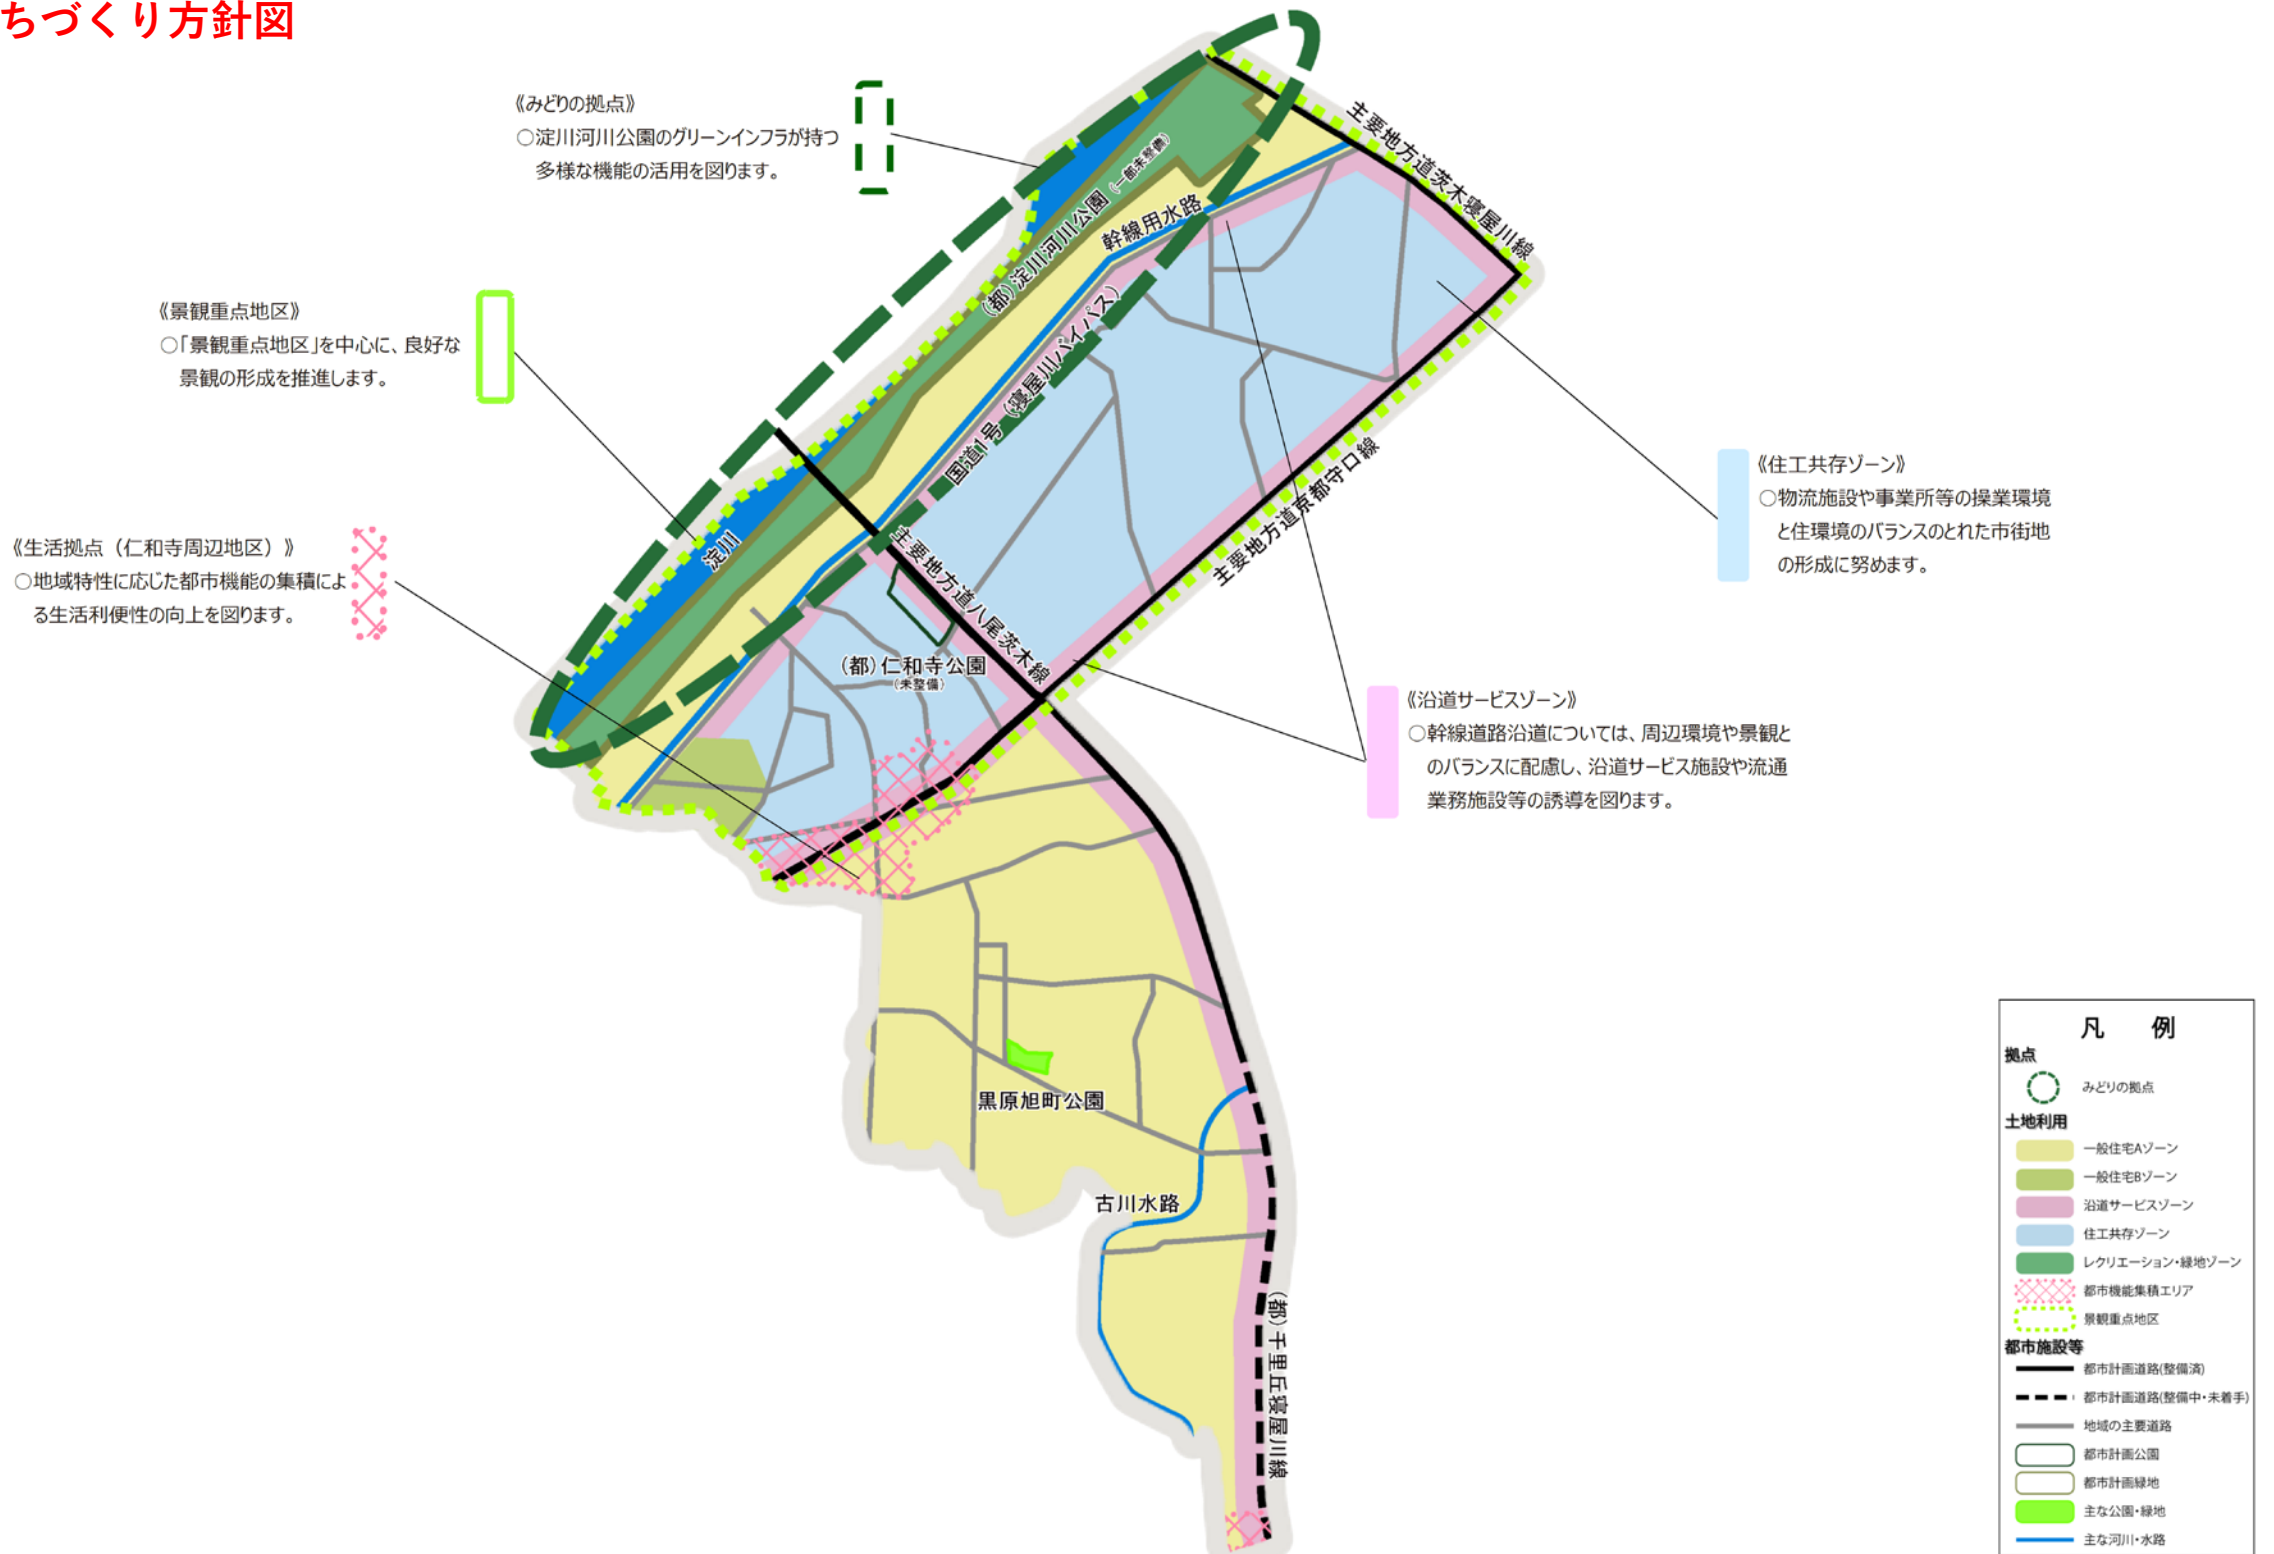 ちづくり方針図
《みどりの拠点》
○淀川河川公園のグリーンインフラが持つ
多様な機能の活用を図ります。
《景観重点地区》
○「景観重点地区」を中心に、良好な
景観の形成を推進します。
《生活拠点（仁和寺周辺地区）》
○地域特性に応じた都市機能の集積によ
る生活利便性の向上を図ります。
主要地方道茨木寝屋川線
（都）淀川河川公園（一部未整備）
幹線用水路
国道1号（寝屋川バイパス）
淀川
主要地方道八尾茨木線
主要地方道京都守口線
（都）仁和寺公園
（未整備）
《住工共存ゾーン》
○物流施設や事業所等の操業環境
と住環境のバランスのとれた市街地
の形成に努めます。
《沿道サービスゾーン》
○幹線道路沿道については、周辺環境や景観と
のバランスに配慮し、沿道サービス施設や流通
業務施設等の誘導を図ります。
黒原旭町公園
古川水路
（都）千里丘寝屋川線
凡　例
拠点
みどりの拠点
土地利用
一般住宅Aゾーン
一般住宅Bゾーン
沿道サービスゾーン
住工共存ゾーン
レクリエーション・緑地ゾーン
都市機能集積エリア
景観重点地区
都市施設等
都市計画道路(整備済)
都市計画道路(整備中・未着手)
地域の主要道路
都市計画公園
都市計画緑地
主な公園・緑地
主な河川・水路